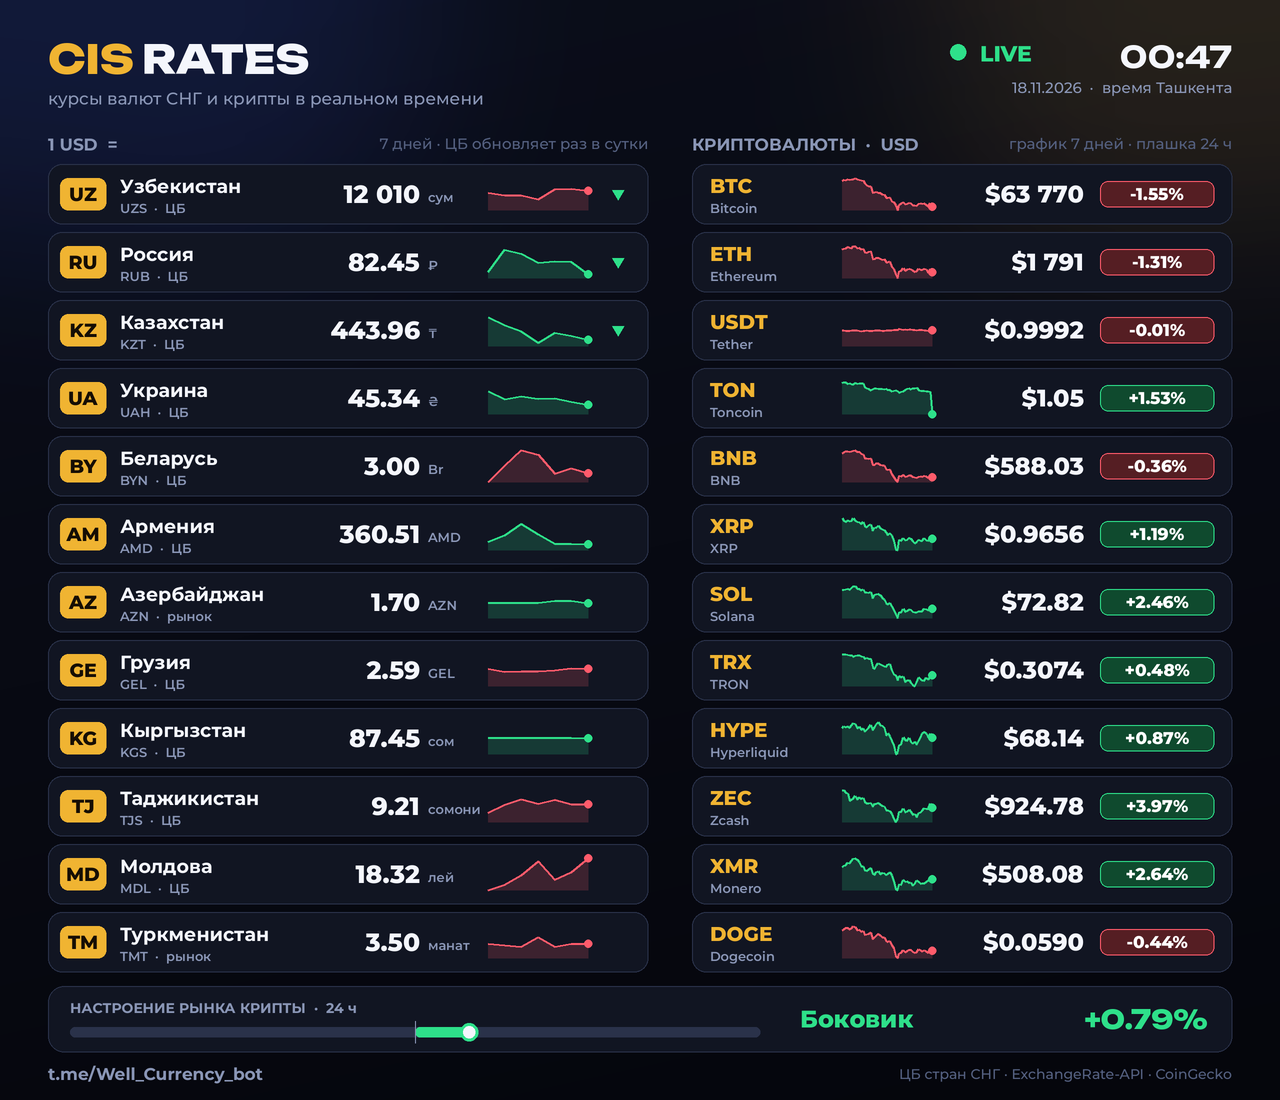 CIS RATES
курсы валют СНГ и крипты в реальном времени
LIVE
00:47
18.11.2026 · время Ташкента
1 USD =
7 дней · ЦБ обновляет раз в сутки
UZ Узбекистан 12 010 сум
UZS · ЦБ
RU Россия 82.45 ₽
RUB · ЦБ
KZ Казахстан 443.96 ₸
KZT · ЦБ
UA Украина 45.34 ₴
UAH · ЦБ
BY Беларусь 3.00 Br
BYN · ЦБ
AM Армения 360.51 AMD
AMD · ЦБ
AZ Азербайджан 1.70 AZN
AZN · рынок
GE Грузия 2.59 GEL
GEL · ЦБ
KG Кыргызстан 87.45 сом
KGS · ЦБ
TJ Таджикистан 9.21 сомони
TJS · ЦБ
MD Молдова 18.32 лей
MDL · ЦБ
TM Туркменистан 3.50 манат
TMT · рынок
КРИПТОВАЛЮТЫ · USD
график 7 дней · плашка 24 ч
BTC $63 770 -1.55%
Bitcoin
ETH $1 791 -1.31%
Ethereum
USDT $0.9992 -0.01%
Tether
TON $1.05 +1.53%
Toncoin
BNB $588.03 -0.36%
BNB
XRP $0.9656 +1.19%
XRP
SOL $72.82 +2.46%
Solana
TRX $0.3074 +0.48%
TRON
HYPE $68.14 +0.87%
Hyperliquid
ZEC $924.78 +3.97%
Zcash
XMR $508.08 +2.64%
Monero
DOGE $0.0590 -0.44%
Dogecoin
НАСТРОЕНИЕ РЫНКА КРИПТЫ · 24 ч
Боковик
+0.79%
t.me/Well_Currency_bot
ЦБ стран СНГ · ExchangeRate-API · CoinGecko